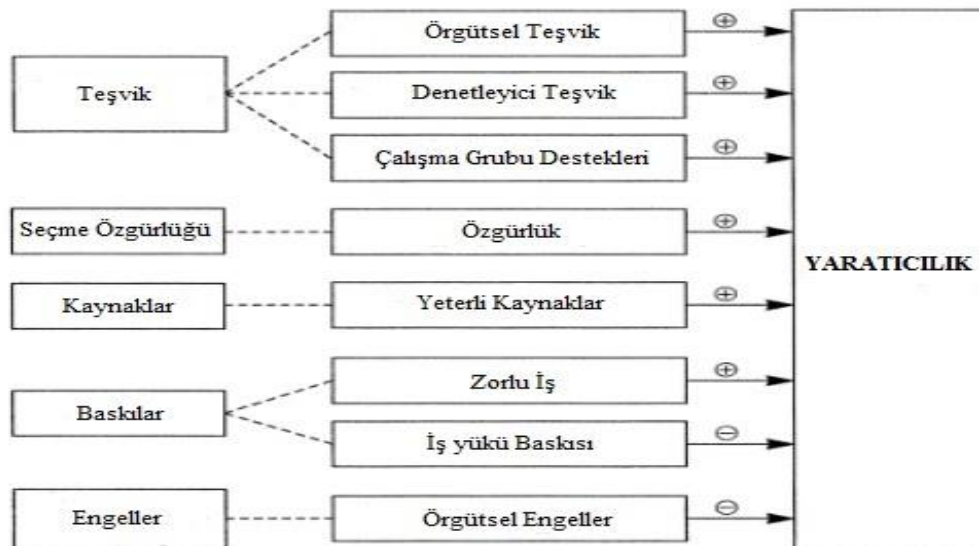 Teşvik
Örgütsel Teşvik
Denetleyici Teşvik
Çalışma Grubu Destekleri
Seçme Özgürlüğü
Özgürlük
Kaynaklar
Yeterli Kaynaklar
Baskılar
Zorlu İş
İş yükü Baskısı
Engeller
Örgütsel Engeller
YARATICILIK